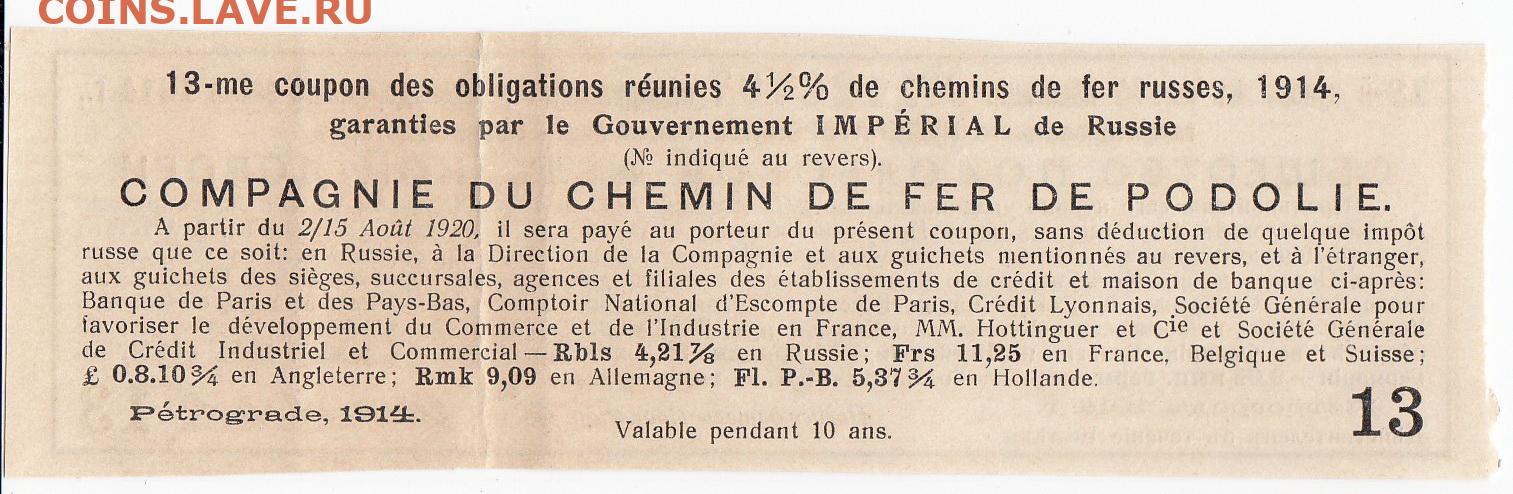 COINS.LAVE.RU
13-me coupon des obligations réunies 4½% de chemins de fer russes, 1914,
garanties par le Gouvernement IMPÉRIAL de Russie
(№ indiqué au revers).
COMPAGNIE DU CHEMIN DE FER DE PODOLIE.
A partir du 2/15 Août 1920, il sera payé au porteur du présent coupon, sans déduction de quelque impôt
russe que ce soit: en Russie, à la Direction de la Compagnie et aux guichets mentionnés au revers, et à l'étranger,
aux guichets des sièges, succursales, agences et filiales des établissements de crédit et maison de banque ci-après:
Banque de Paris et des Pays-Bas, Comptoir National d'Escompte de Paris, Crédit Lyonnais, Société Générale pour
favoriser le développement du Commerce et de l'Industrie en France, MM. Hottinguer et Cie et Société Générale
de Crédit Industriel et Commercial — Rbls 4,21⅞ en Russie; Frs 11,25 en France, Belgique et Suisse;
£ 0.8.10¾ en Angleterre; Rmk 9,09 en Allemagne; Fl. P.-B. 5,37¾ en Hollande.
Pétrograde, 1914.
Valable pendant 10 ans.
13